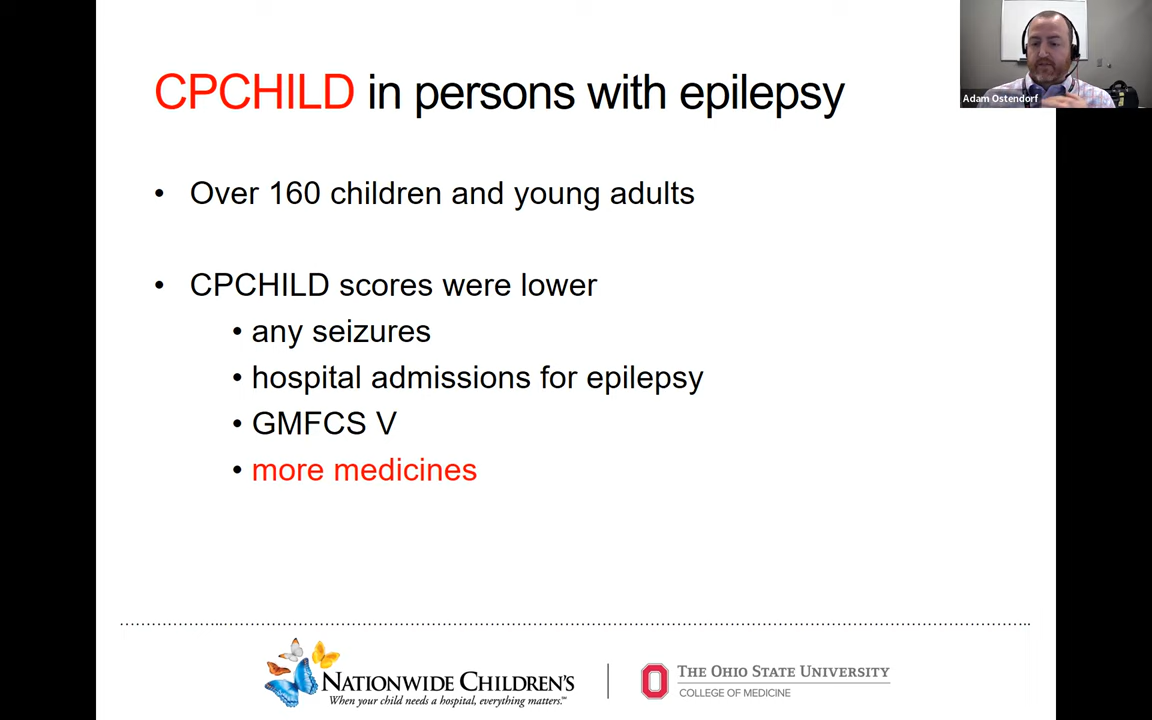 CPCHILD in persons with epilepsy
Adam Ostendorf
• Over 160 children and young adults
• CPCHILD scores were lower
• any seizures
• hospital admissions for epilepsy
• GMFCS V
• more medicines
NATIONWIDE CHILDREN'S
When your child needs a hospital, everything matters.℠
THE OHIO STATE UNIVERSITY
COLLEGE OF MEDICINE